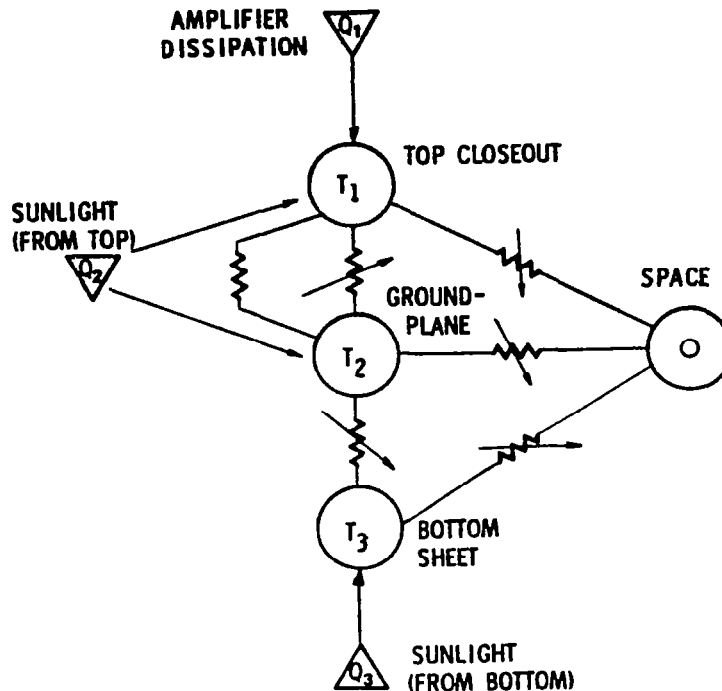 AMPLIFIER
DISSIPATION
Q1
TOP CLOSEOUT
T1
SUNLIGHT
(FROM TOP)
Q2
GROUND-
PLANE
SPACE
T2
O
T3
BOTTOM
SHEET
Q3
SUNLIGHT
(FROM BOTTOM)